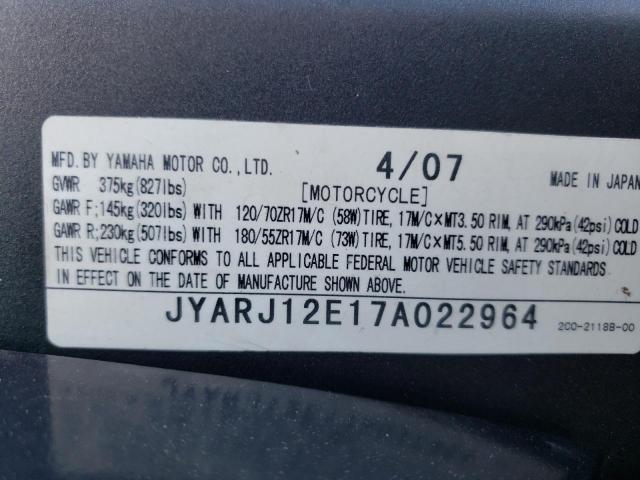 MFD. BY YAMAHA MOTOR CO., LTD. 4/07 MADE IN JAPAN
GVWR 375kg(827lbs) [MOTORCYCLE]
GAWR F;145kg(320lbs) WITH 120/70ZR17M/C (58W)TIRE, 17M/C×MT3.50 RIM, AT 290kPa(42psi)COLD
GAWR R;230kg(507lbs) WITH 180/55ZR17M/C (73W)TIRE, 17M/C×MT5.50 RIM, AT 290kPa(42psi)COLD
THIS VEHICLE CONFORMS TO ALL APPLICABLE FEDERAL MOTOR VEHICLE SAFETY STANDARDS
IN EFFECT ON THE DATE OF MANUFACTURE SHOWN ABOVE.
JYARJ12E17A022964 2C0-2118B-00